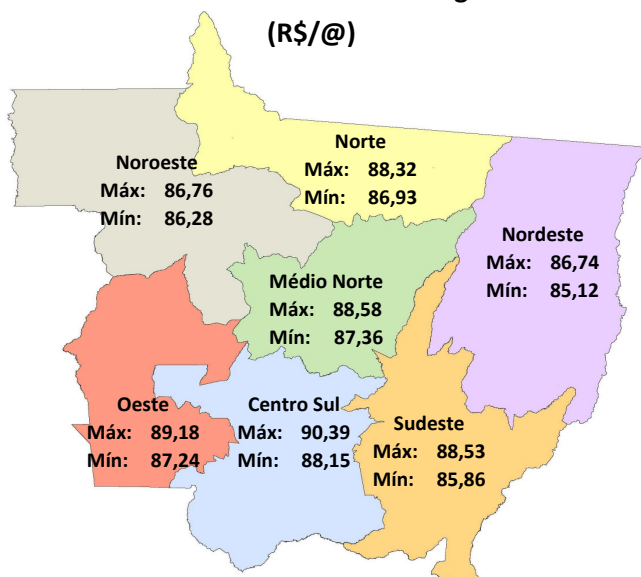 (R$/@)
Norte
Máx: 88,32
Mín: 86,93
Noroeste
Máx: 86,76
Mín: 86,28
Nordeste
Máx: 86,74
Mín: 85,12
Médio Norte
Máx: 88,58
Mín: 87,36
Oeste
Máx: 89,18
Mín: 87,24
Centro Sul
Máx: 90,39
Mín: 88,15
Sudeste
Máx: 88,53
Mín: 85,86